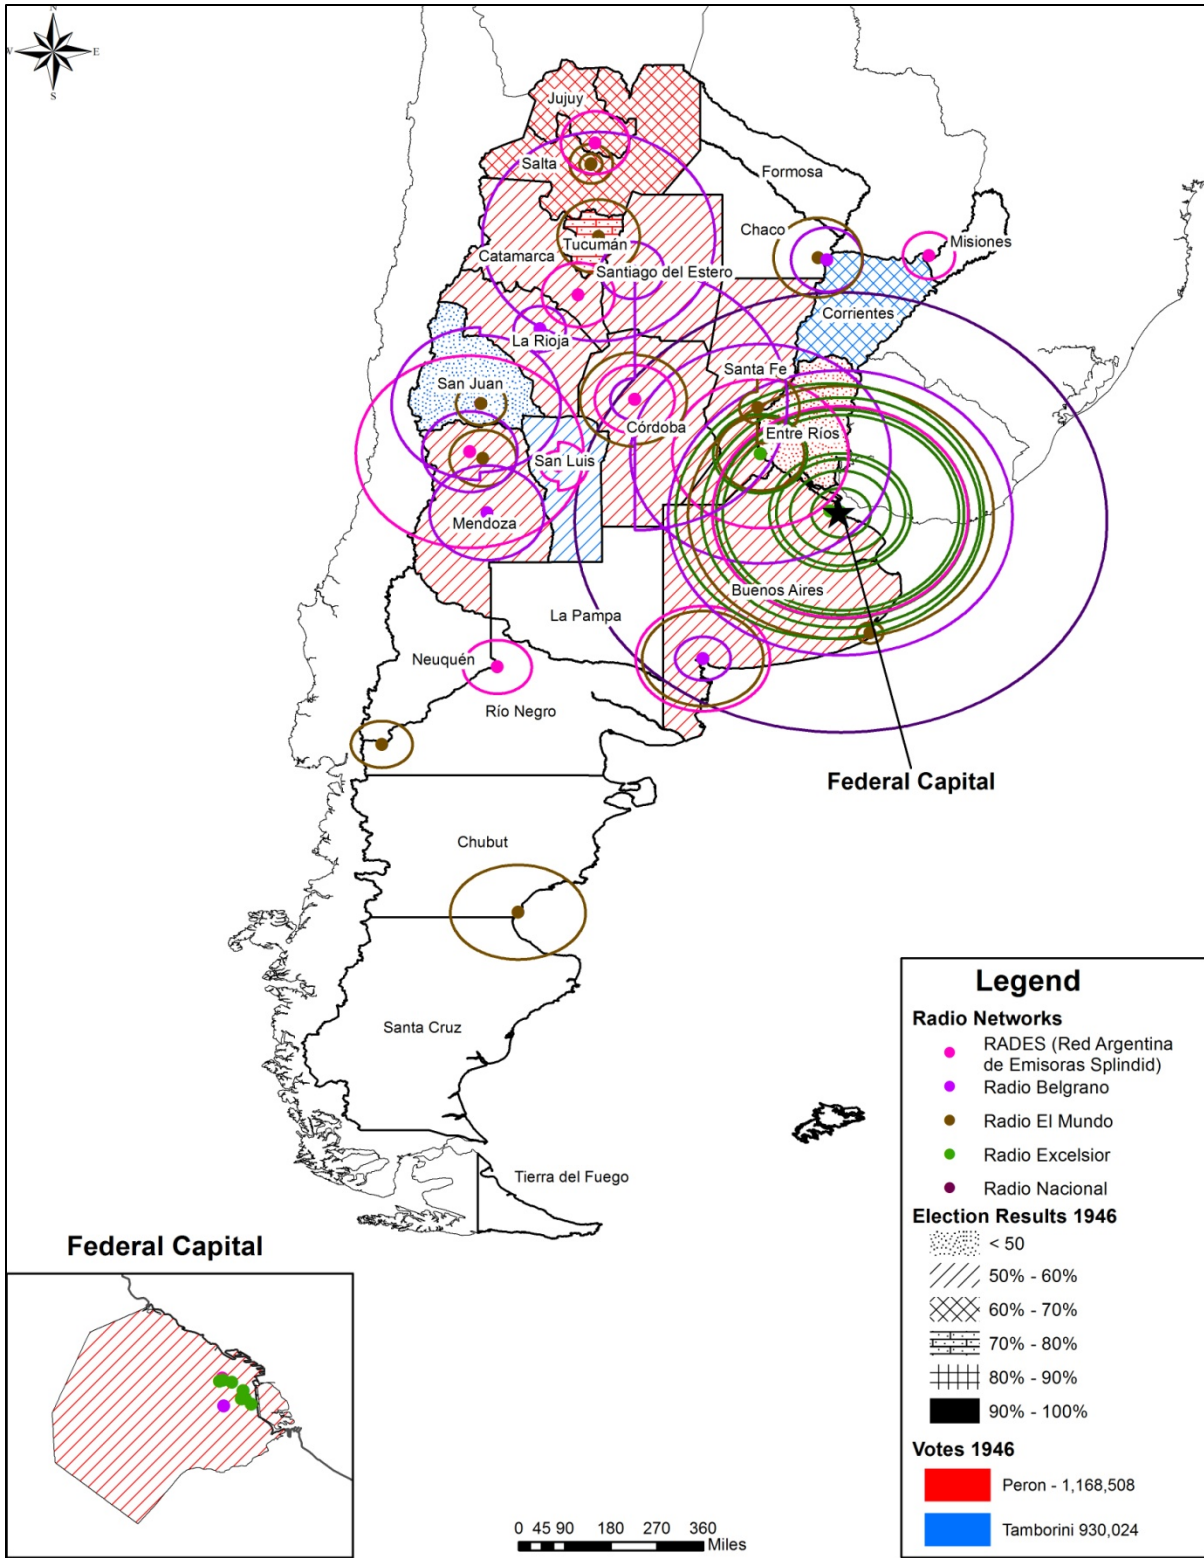 N
W
E
S
Jujuy
Salta
Formosa
Chaco
Misiones
Tucumán
Catamarca
Santiago del Estero
Corrientes
La Rioja
Santa Fe
San Juan
Córdoba
Entre Ríos
San Luis
Mendoza
Buenos Aires
La Pampa
Neuquén
Río Negro
Federal Capital
Chubut
Santa Cruz
Tierra del Fuego
Legend
Radio Networks
RADES (Red Argentina
de Emisoras Splindid)
Radio Belgrano
Radio El Mundo
Radio Excelsior
Radio Nacional
Election Results 1946
< 50
50% - 60%
60% - 70%
70% - 80%
80% - 90%
90% - 100%
Votes 1946
Peron - 1,168,508
Tamborini 930,024
Federal Capital
0 45 90 180 270 360
Miles